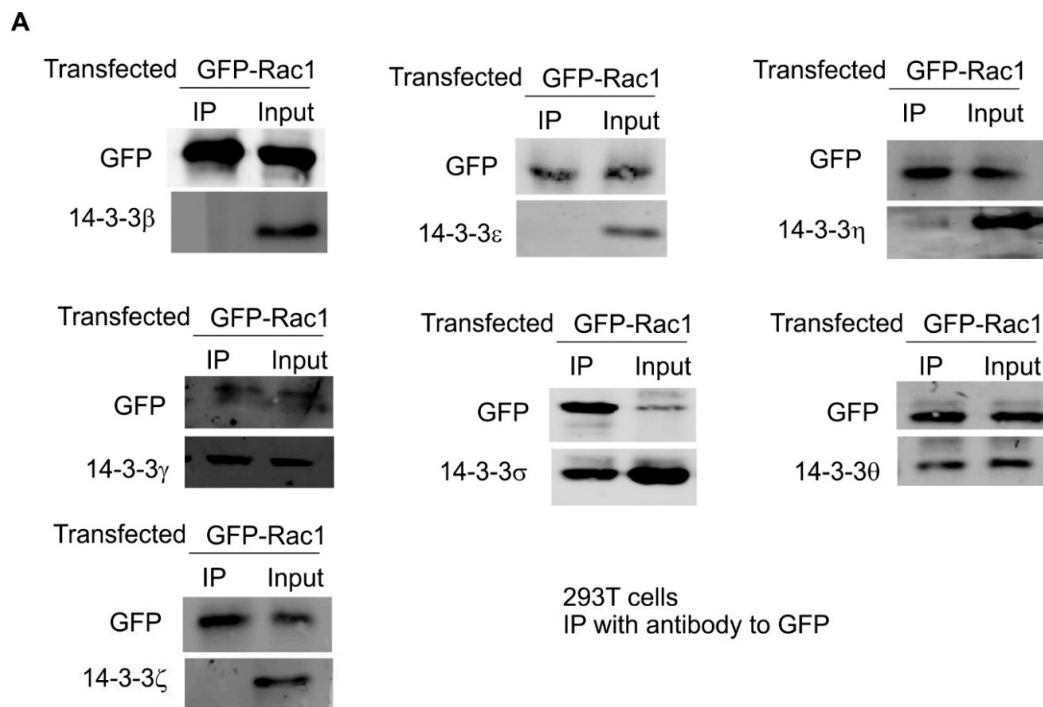 A
Transfected GFP-Rac1
IP Input
GFP
14-3-3β
Transfected GFP-Rac1
IP Input
GFP
14-3-3ε
Transfected GFP-Rac1
IP Input
GFP
14-3-3η
Transfected GFP-Rac1
IP Input
GFP
14-3-3γ
Transfected GFP-Rac1
IP Input
GFP
14-3-3σ
Transfected GFP-Rac1
IP Input
GFP
14-3-3θ
Transfected GFP-Rac1
IP Input
GFP
14-3-3ζ
293T cells
IP with antibody to GFP